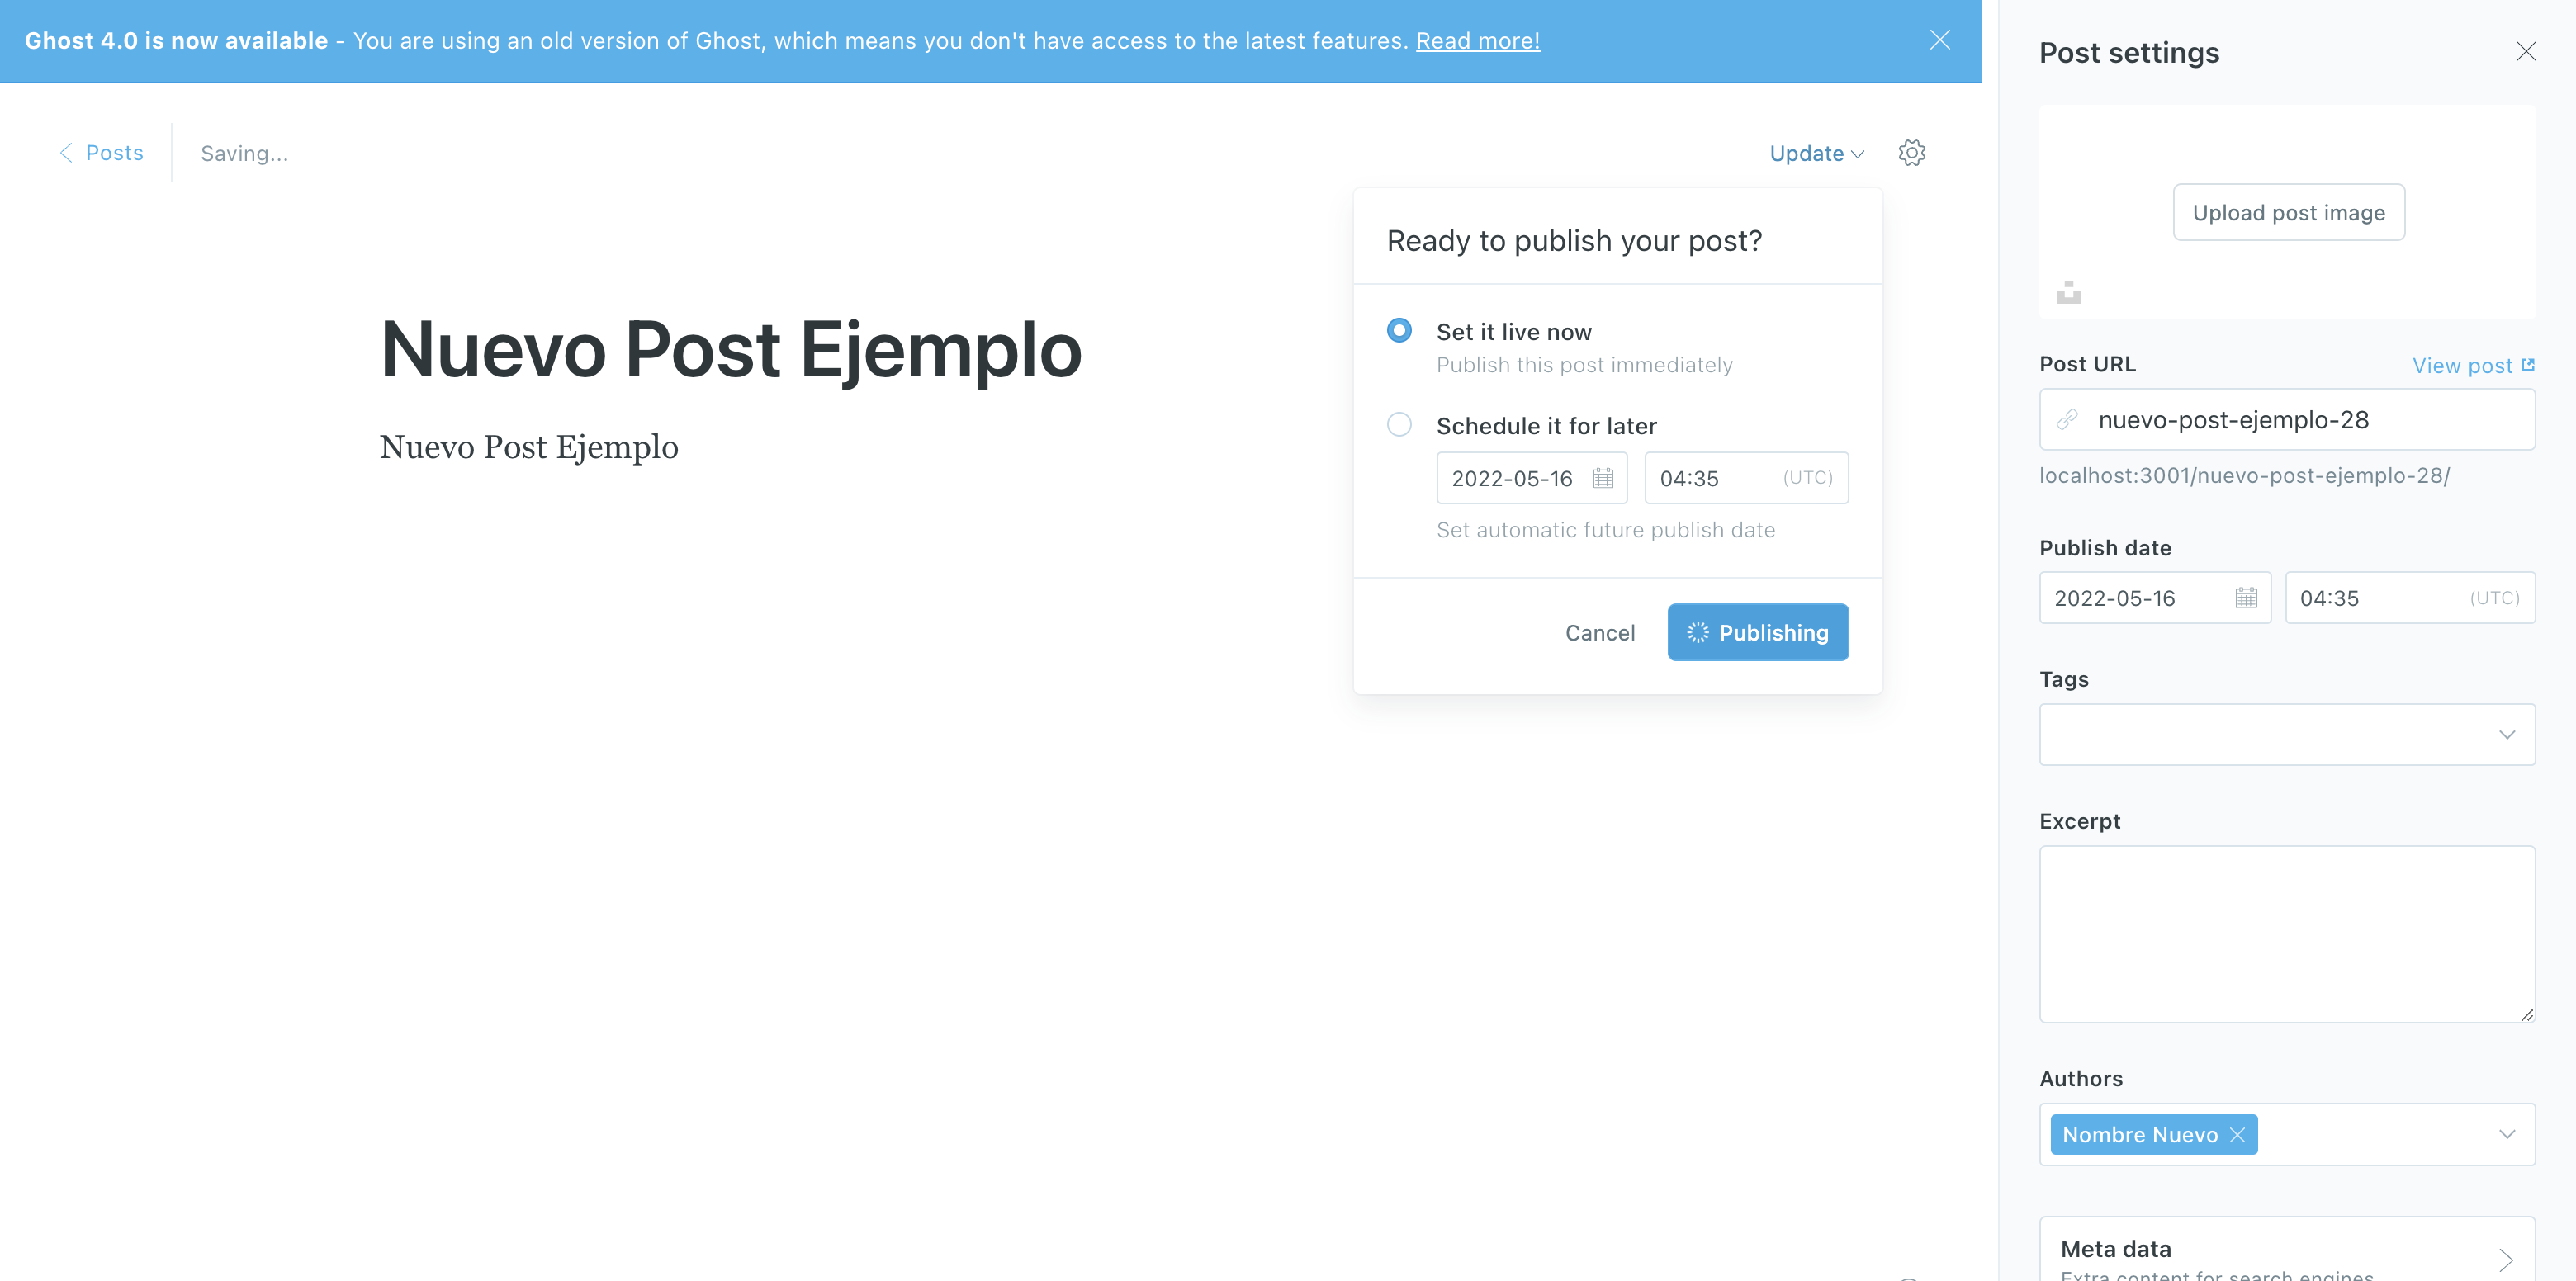 Ghost 4.0 is now available - You are using an old version of Ghost, which means you don't have access to the latest features. Read more!
Posts
Saving...
Update
Nuevo Post Ejemplo
Nuevo Post Ejemplo
Ready to publish your post?
Set it live now
Publish this post immediately
Schedule it for later
2022-05-16
04:35 (UTC)
Set automatic future publish date
Cancel
Publishing
Post settings
Upload post image
Post URL
View post
nuevo-post-ejemplo-28
localhost:3001/nuevo-post-ejemplo-28/
Publish date
2022-05-16
04:35 (UTC)
Tags
Excerpt
Authors
Nombre Nuevo
Meta data
Extra content for search engines